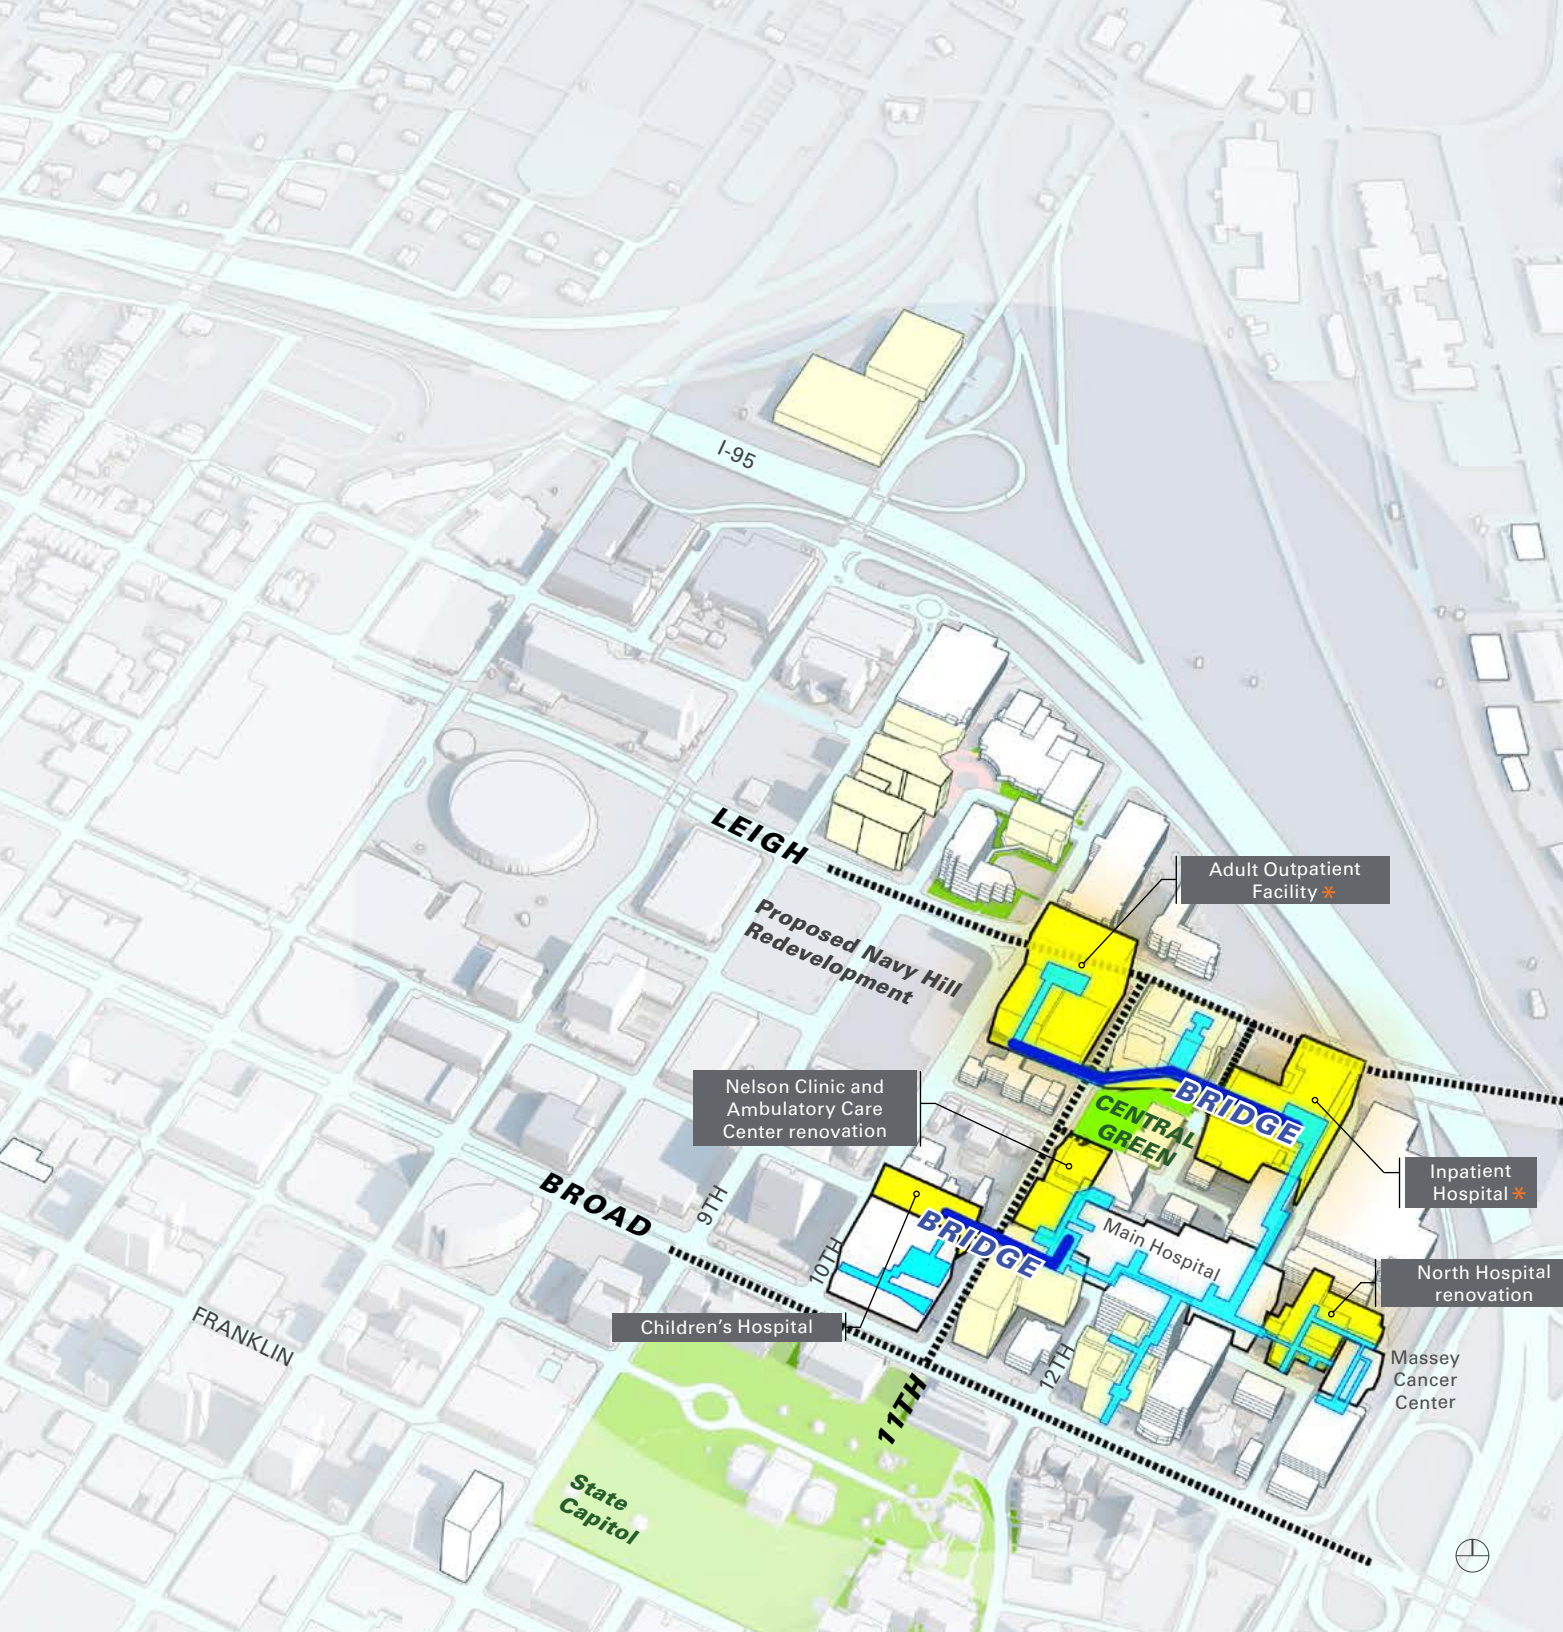 I-95
LEIGH
Adult Outpatient
Facility *
Proposed Navy Hill
Redevelopment
Nelson Clinic and
Ambulatory Care
Center renovation
BRIDGE
CENTRAL
GREEN
Inpatient
Hospital *
BROAD
9TH
10TH
BRIDGE
Main Hospital
North Hospital
renovation
FRANKLIN
Children's Hospital
12TH
Massey
Cancer
Center
11TH
State
Capitol